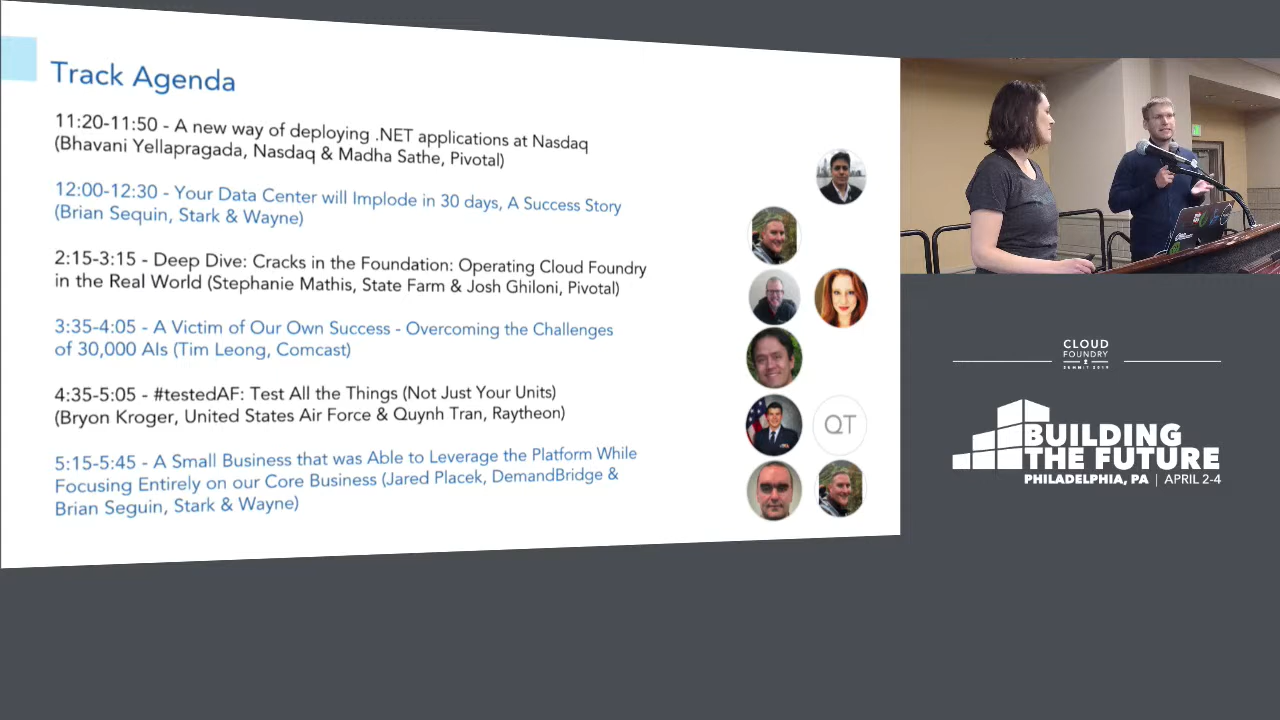 Track Agenda
11:20-11:50 - A new way of deploying .NET applications at Nasdaq
(Bhavani Yellapragada, Nasdaq & Madha Sathe, Pivotal)
12:00-12:30 - Your Data Center will Implode in 30 days, A Success Story
(Brian Sequin, Stark & Wayne)
2:15-3:15 - Deep Dive: Cracks in the Foundation: Operating Cloud Foundry
in the Real World (Stephanie Mathis, State Farm & Josh Ghiloni, Pivotal)
3:35-4:05 - A Victim of Our Own Success - Overcoming the Challenges
of 30,000 AIs (Tim Leong, Comcast)
4:35-5:05 - #testedAF: Test All the Things (Not Just Your Units)
(Bryon Kroger, United States Air Force & Quynh Tran, Raytheon)
QT
5:15-5:45 - A Small Business that was Able to Leverage the Platform While
Focusing Entirely on our Core Business (Jared Placek, DemandBridge &
Brian Seguin, Stark & Wayne)
CLOUD
FOUNDRY
SUMMIT 2019
BUILDING
THE FUTURE
PHILADELPHIA, PA | APRIL 2-4